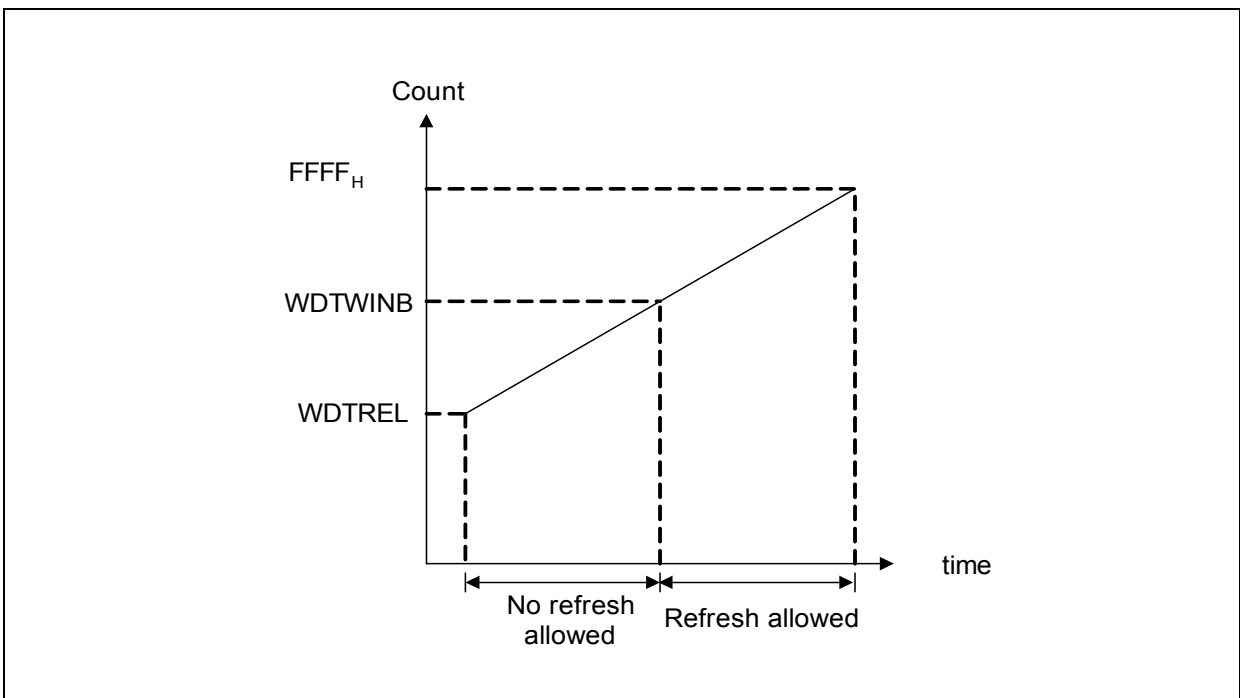 Count
FFFFH
WDTWINB
WDTREL
time
No refresh
allowed
Refresh allowed